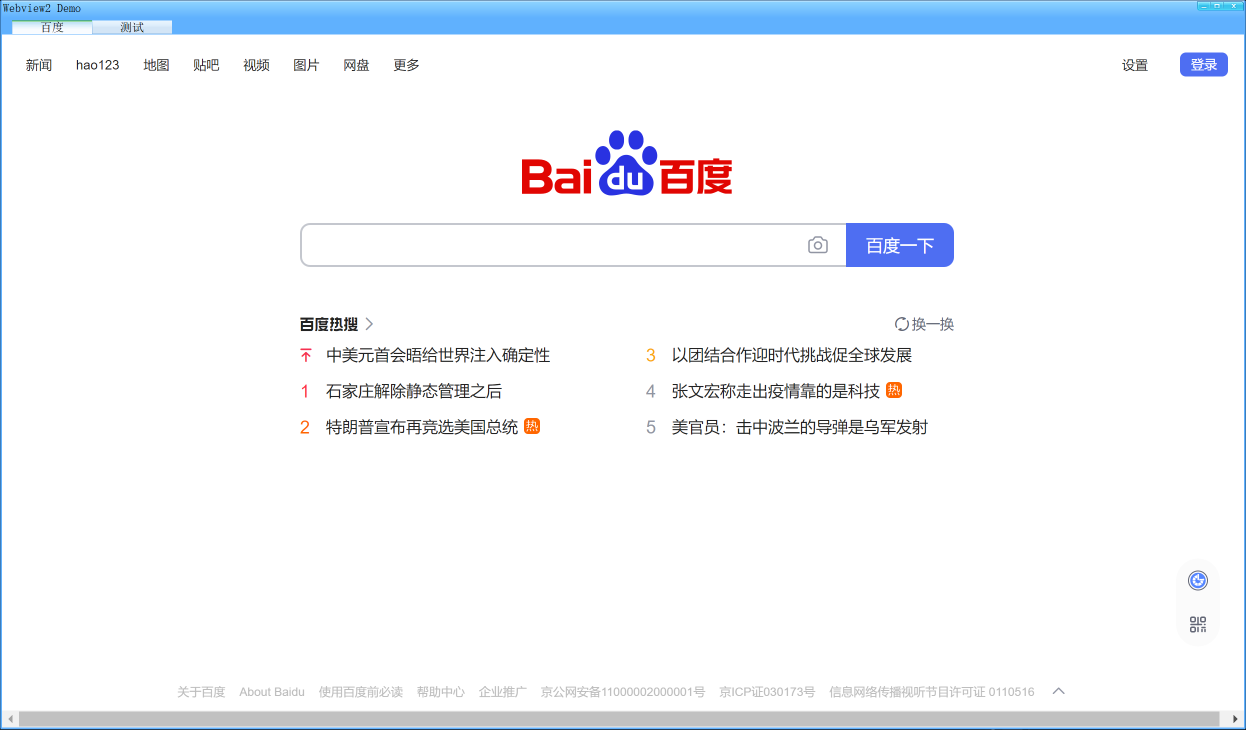 Webview2 Demo
百度 测试
新闻 hao123 地图 贴吧 视频 图片 网盘 更多 设置 登录
Bai du 百度
百度一下
百度热搜 换一换
中美元首会晤给世界注入确定性
1 石家庄解除静态管理之后
2 特朗普宣布再竞选美国总统 热
3 以团结合作迎时代挑战促全球发展
4 张文宏称走出疫情靠的是科技 热
5 美官员：击中波兰的导弹是乌军发射
关于百度 About Baidu 使用百度前必读 帮助中心 企业推广 京公网安备11000002000001号 京ICP证030173号 信息网络传播视听节目许可证 0110516